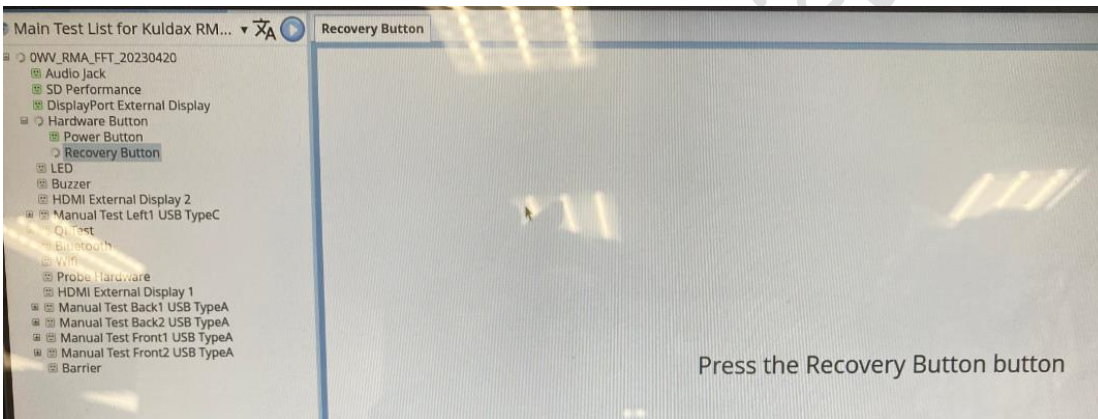 Main Test List for Kuldax RM...
Recovery Button
0WV_RMA_FFT_20230420
Audio Jack
SD Performance
DisplayPort External Display
Hardware Button
Power Button
Recovery Button
LED
Buzzer
HDMI External Display 2
Manual Test Left1 USB TypeC
QI Test
Bluetooth
Wifi
Probe Hardware
HDMI External Display 1
Manual Test Back1 USB TypeA
Manual Test Back2 USB TypeA
Manual Test Front1 USB TypeA
Manual Test Front2 USB TypeA
Barrier
Press the Recovery Button button